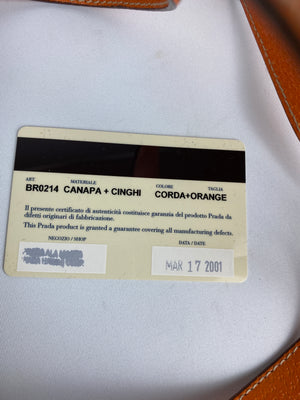 ART. MATERIALE COLORE TAGLIA
BR0214 CANAPA + CINGHI CORDA+ORANGE
Il presente certificato di autenticità costituisce garanzia del prodotto Prada da
difetti originari di fabbricazione.
This Prada product is granted a guarantee covering all manufacturing defects.
NEGOZIO / SHOP DATA / DATE
MAR 17 2001